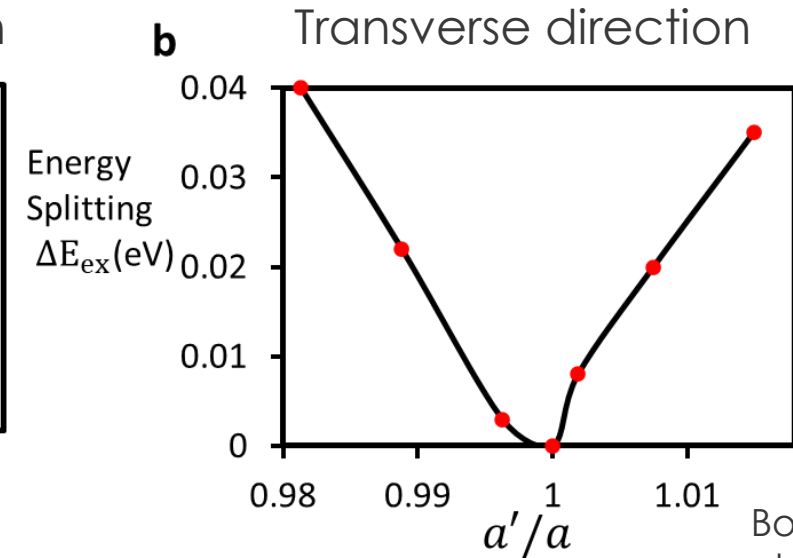 b
Transverse direction
Energy
Splitting
ΔE_ex(eV)
0.04
0.03
0.02
0.01
0
0.98
0.99
1
1.01
a′/a